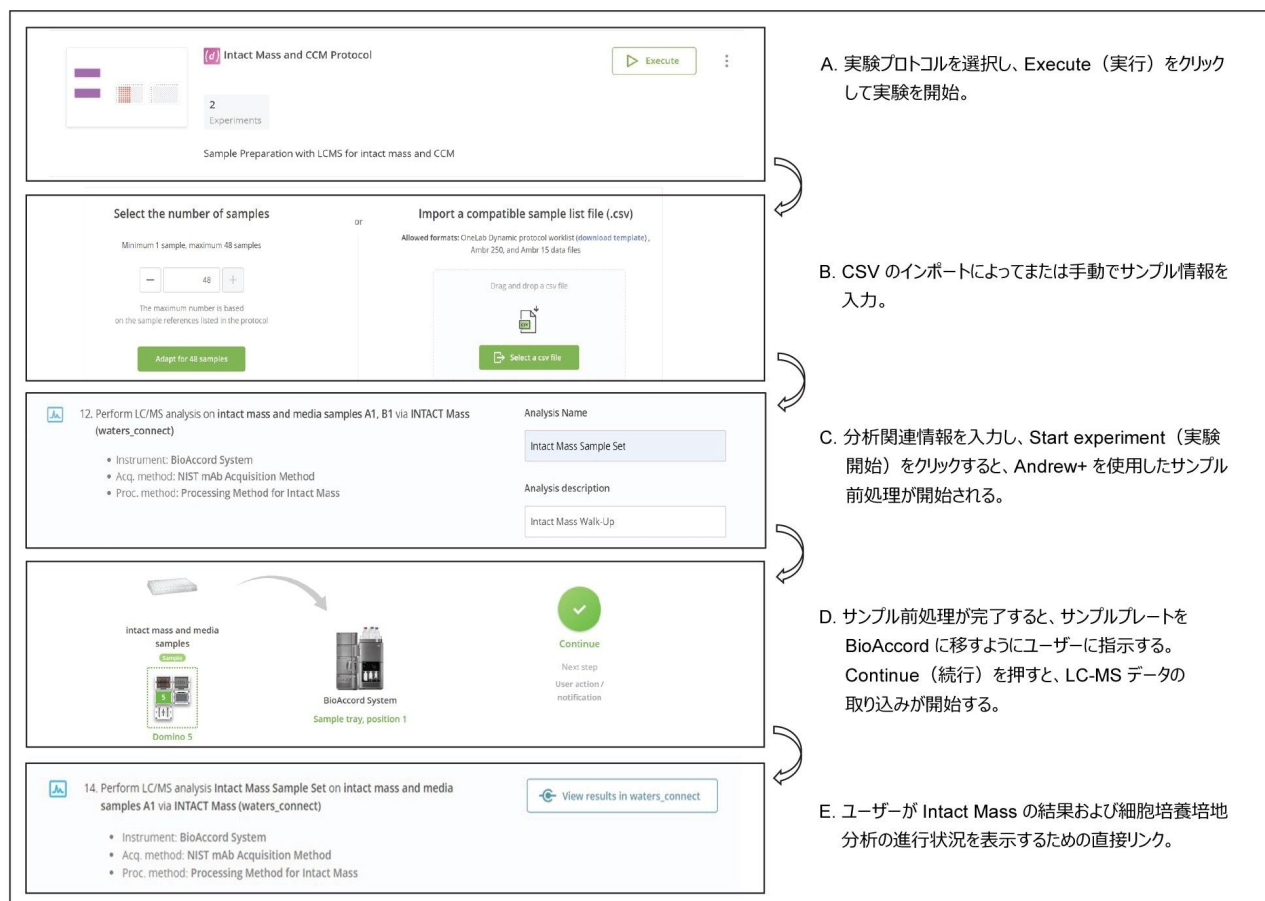 {d} Intact Mass and CCM Protocol
Execute
2
Experiments
Sample Preparation with LCMS for intact mass and CCM
A. 実験プロトコルを選択し、Execute（実行）をクリック
して実験を開始。
Select the number of samples
or
Import a compatible sample list file (.csv)
Minimum 1 sample, maximum 48 samples
Allowed formats: OneLab Dynamic protocol worklist (download template) ,
Ambr 250, and Ambr 15 data files
48
Drag and drop a csv file
The maximum number is based
on the sample references listed in the protocol
CSV
Adapt for 48 samples
Select a csv file
B. CSV のインポートによってまたは手動でサンプル情報を
入力。
12. Perform LC/MS analysis on intact mass and media samples A1, B1 via INTACT Mass
(waters_connect)
Instrument: BioAccord System
Acq. method: NIST mAb Acquisition Method
Proc. method: Processing Method for Intact Mass
Analysis Name
Intact Mass Sample Set
Analysis description
Intact Mass Walk-Up
C. 分析関連情報を入力し、Start experiment（実験
開始）をクリックすると、Andrew+ を使用したサンプル
前処理が開始される。
intact mass and media
samples
Sample
5
Domino 5
BioAccord System
Sample tray, position 1
Continue
Next step
User action /
notification
D. サンプル前処理が完了すると、サンプルプレートを
BioAccord に移すようにユーザーに指示する。
Continue（続行）を押すと、LC-MS データの
取り込みが開始する。
14. Perform LC/MS analysis Intact Mass Sample Set on intact mass and media
samples A1 via INTACT Mass (waters_connect)
Instrument: BioAccord System
Acq. method: NIST mAb Acquisition Method
Proc. method: Processing Method for Intact Mass
View results in waters_connect
E. ユーザーが Intact Mass の結果および細胞培養培地
分析の進行状況を表示するための直接リンク。